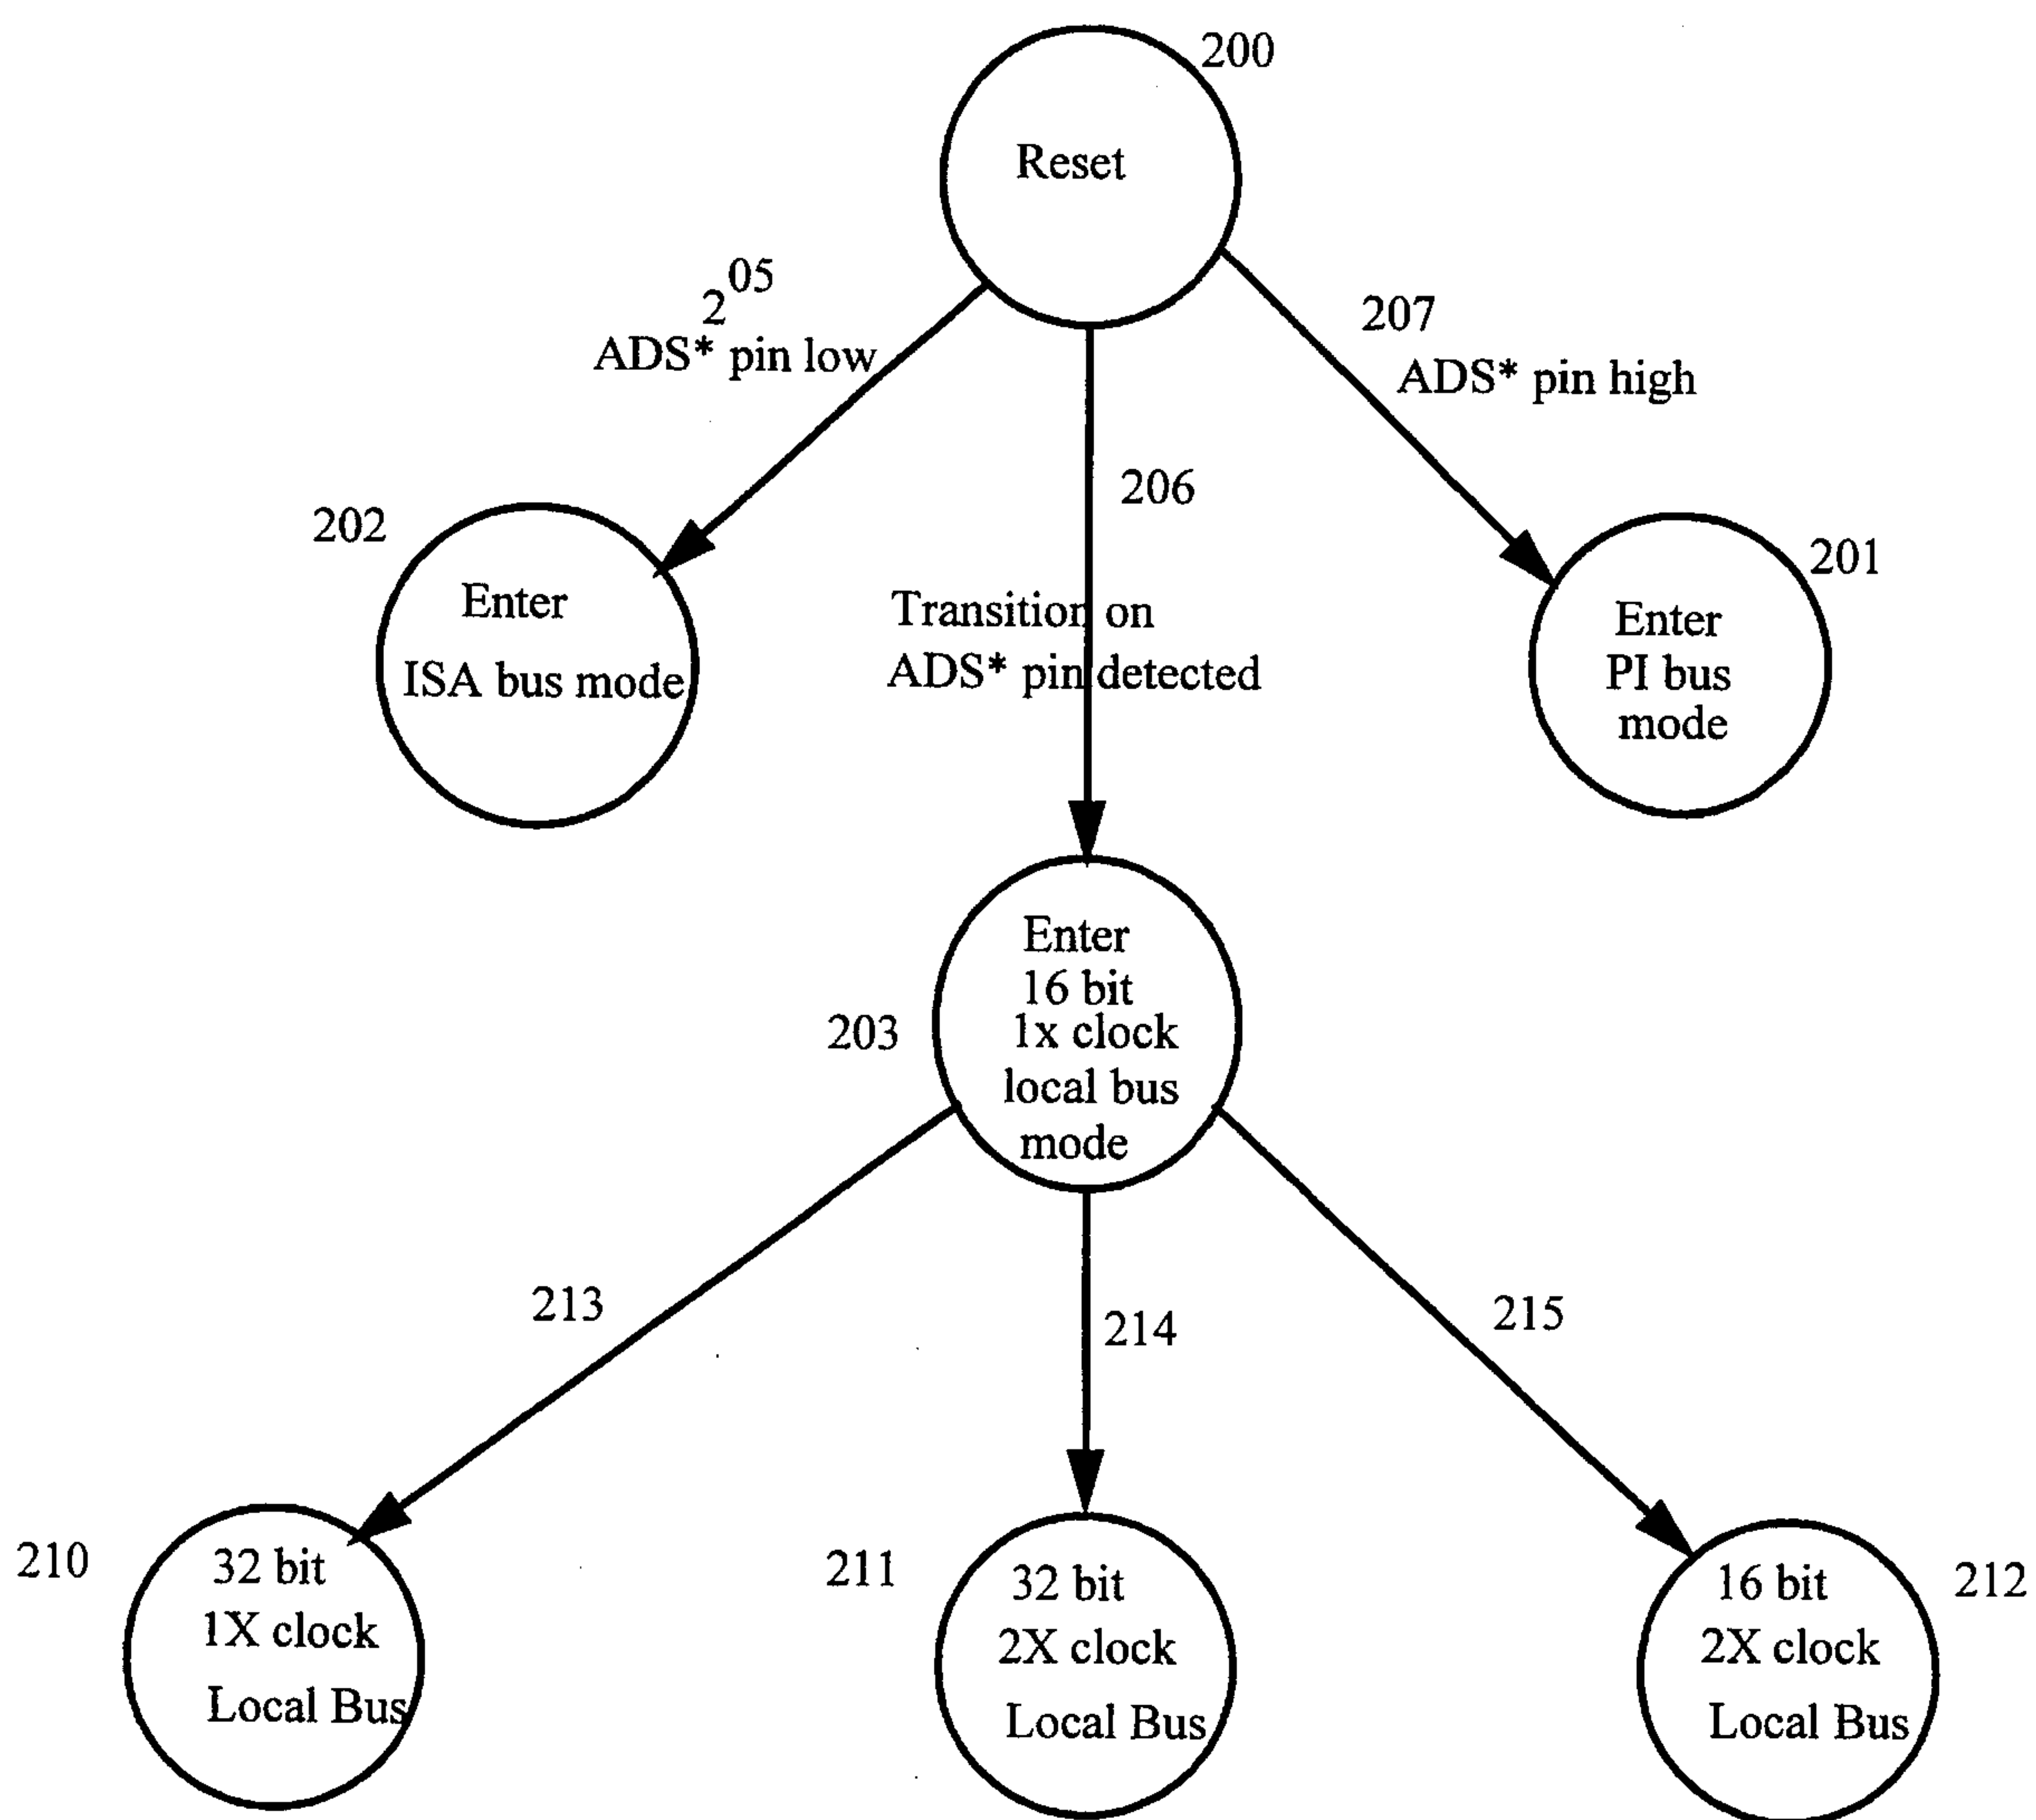 200
Reset
205
ADS* pin low
207
ADS* pin high
206
202
Enter
ISA bus mode
Transition on
ADS* pin detected
201
Enter
PI bus
mode
203
Enter
16 bit
1x clock
local bus
mode
213
214
215
210
32 bit
1X clock
Local Bus
211
32 bit
2X clock
Local Bus
212
16 bit
2X clock
Local Bus